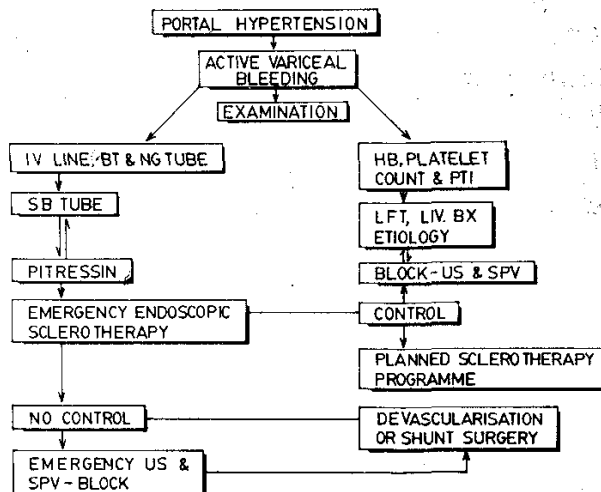 PORTAL HYPERTENSION
ACTIVE VARICEAL
BLEEDING
EXAMINATION
IV LINE, BT & NG TUBE
HB, PLATELET
COUNT & PTI
SB TUBE
LFT, LIV. BX
ETIOLOGY
PITRESSIN
BLOCK-US & SPV
EMERGENCY ENDOSCOPIC
SCLEROTHERAPY
CONTROL
PLANNED SCLEROTHERAPY
PROGRAMME
NO CONTROL
DEVASCULARISATION
OR SHUNT SURGERY
EMERGENCY US &
SPV-BLOCK